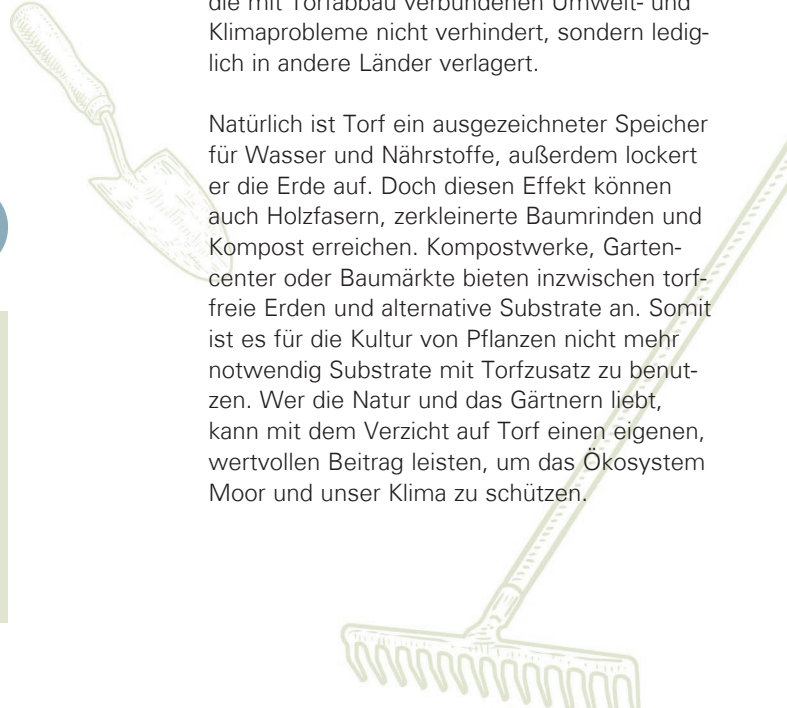 die mit Torfabbau verbundenen Umwelt- und
Klimaprobleme nicht verhindert, sondern ledig-
lich in andere Länder verlagert.
Natürlich ist Torf ein ausgezeichneter Speicher
für Wasser und Nährstoffe, außerdem lockert
er die Erde auf. Doch diesen Effekt können
auch Holzfasern, zerkleinerte Baumrinden und
Kompost erreichen. Kompostwerke, Garten-
center oder Baumärkte bieten inzwischen torf-
freie Erden und alternative Substrate an. Somit
ist es für die Kultur von Pflanzen nicht mehr
notwendig Substrate mit Torfzusatz zu benut-
zen. Wer die Natur und das Gärtnern liebt,
kann mit dem Verzicht auf Torf einen eigenen,
wertvollen Beitrag leisten, um das Ökosystem
Moor und unser Klima zu schützen.